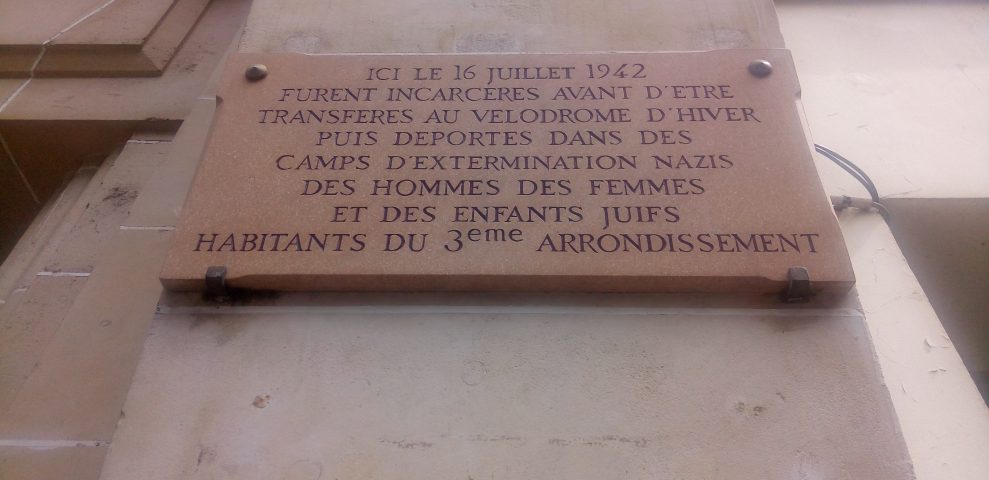 ICI LE 16 JUILLET 1942
FURENT INCARCERES AVANT D'ETRE
TRANSFERES AU VELODROME D'HIVER
PUIS DEPORTES DANS DES
CAMPS D'EXTERMINATION NAZIS
DES HOMMES DES FEMMES
ET DES ENFANTS JUIFS
HABITANTS DU 3eme ARRONDISSEMENT